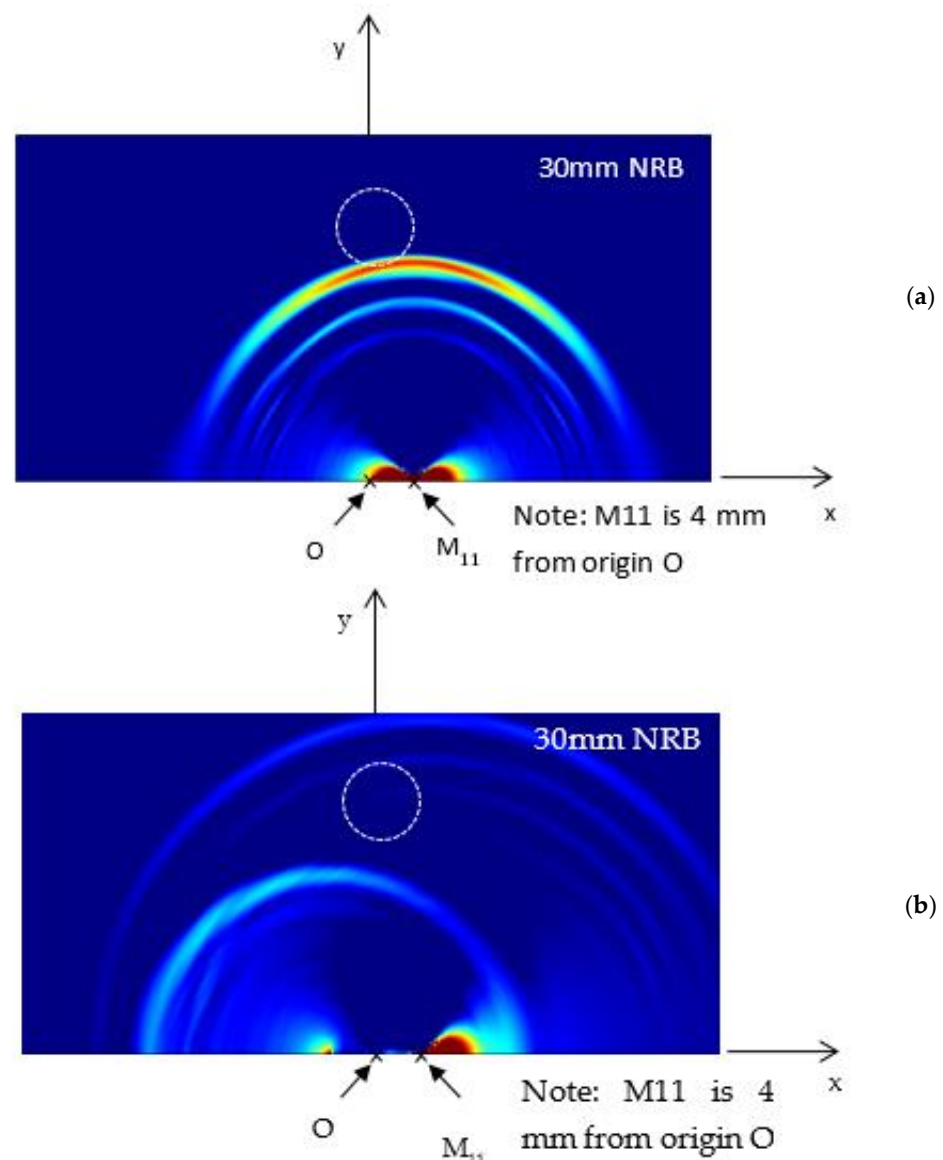 y
30mm NRB
(a)
x
O
M₁₁
Note: M11 is 4 mm
from origin O
y
30mm NRB
(b)
x
O
M₁₁
Note: M11 is 4
mm from origin O